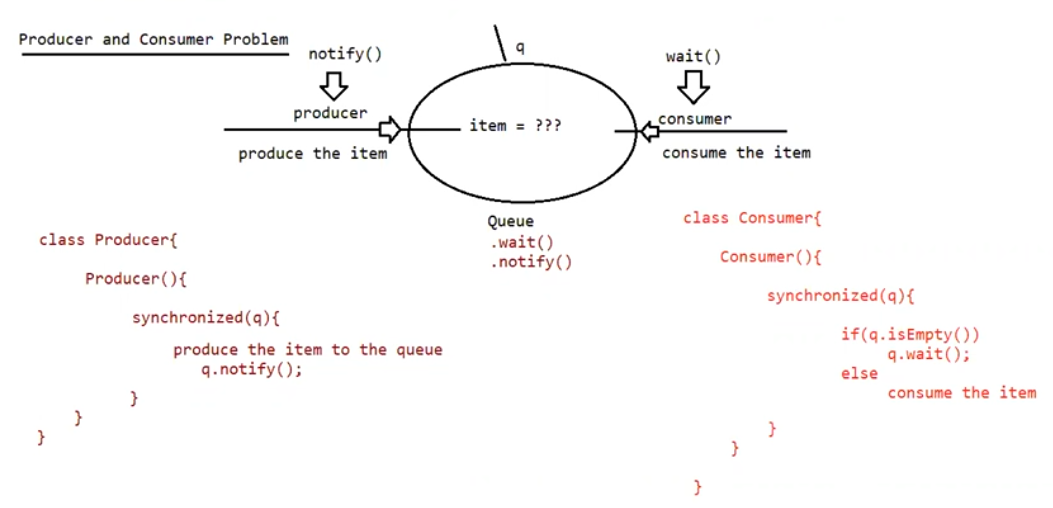 Producer and Consumer Problem
notify()
q
wait()
producer
item = ???
consumer
produce the item
consume the item
Queue
.wait()
.notify()
class Producer{
Producer(){
synchronized(q){
produce the item to the queue
q.notify();
}
}
}
class Consumer{
Consumer(){
synchronized(q){
if(q.isEmpty())
q.wait();
else
consume the item
}
}
}